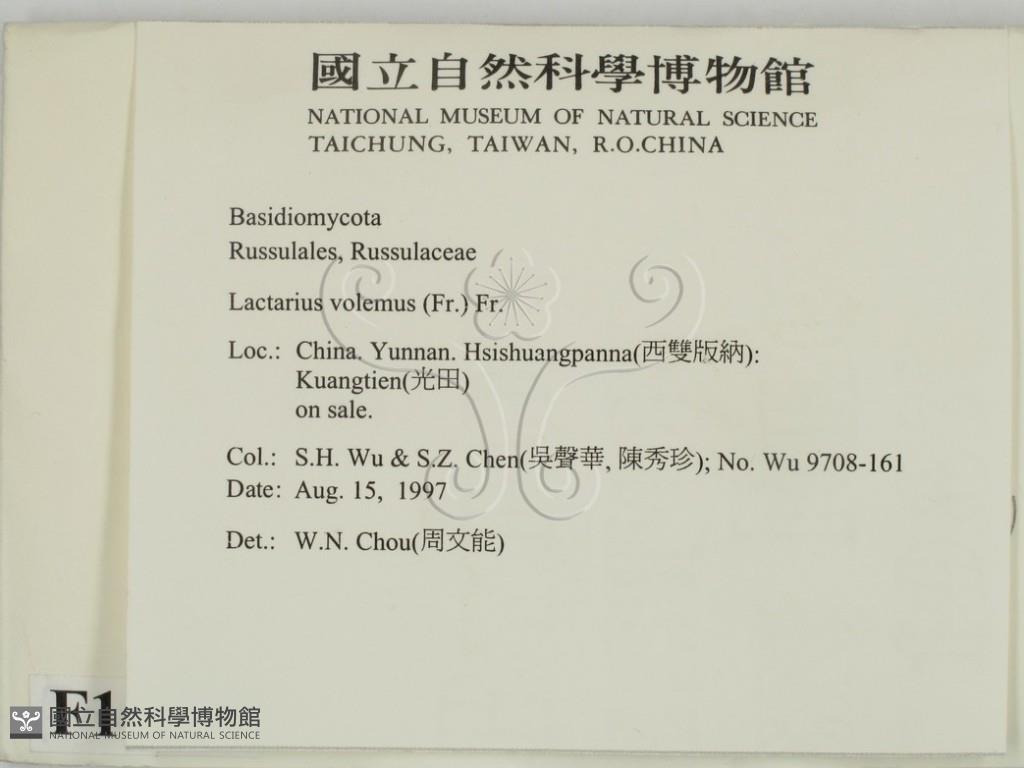 國立自然科學博物館
NATIONAL MUSEUM OF NATURAL SCIENCE
TAICHUNG, TAIWAN, R.O.CHINA
Basidiomycota
Russulales, Russulaceae
Lactarius volemus (Fr.) Fr.
Loc.: China. Yunnan. Hsishuangpanna(西雙版納):
Kuangtien(光田)
on sale.
Col.: S.H. Wu & S.Z. Chen(吳聲華, 陳秀珍); No. Wu 9708-161
Date: Aug. 15, 1997
Det.: W.N. Chou(周文能)
F1
國立自然科學博物館
NATIONAL MUSEUM OF NATURAL SCIENCE